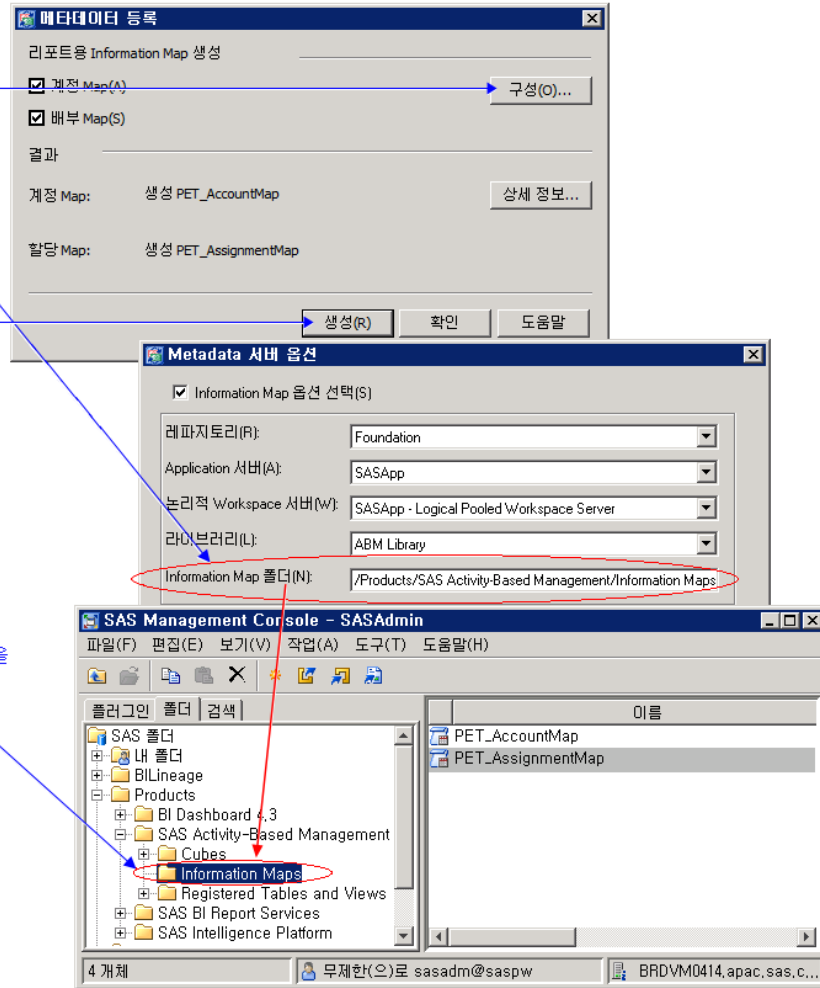 메타데이터 등록
리포트용 Information Map 생성
계정 Map(A)
구성(O)...
배부 Map(S)
결과
계정 Map:
생성 PET_AccountMap
상세 정보...
할당 Map:
생성 PET_AssignmentMap
생성(R)
확인
도움말
Metadata 서버 옵션
Information Map 옵션 선택(S)
레파지토리(R):
Foundation
Application 서버(A):
SASApp
논리적 Workspace 서버(W):
SASApp - Logical Pooled Workspace Server
라이브러리(L):
ABM Library
Information Map 폴더(N):
/Products/SAS Activity-Based Management/Information Maps
SAS Management Console - SASAdmin
파일(F) 편집(E) 보기(V) 작업(A) 도구(T) 도움말(H)
을
플러그인 폴더 검색
이름
SAS 폴더
PET_AccountMap
내 폴더
PET_AssignmentMap
BILineage
Products
BI Dashboard 4.3
SAS Activity-Based Management
Cubes
Information Maps
Registered Tables and Views
SAS BI Report Services
SAS Intelligence Platform
4 개체
무제한(으)로 sasadm@saspw
BRDVM0414.apac.sas.c...